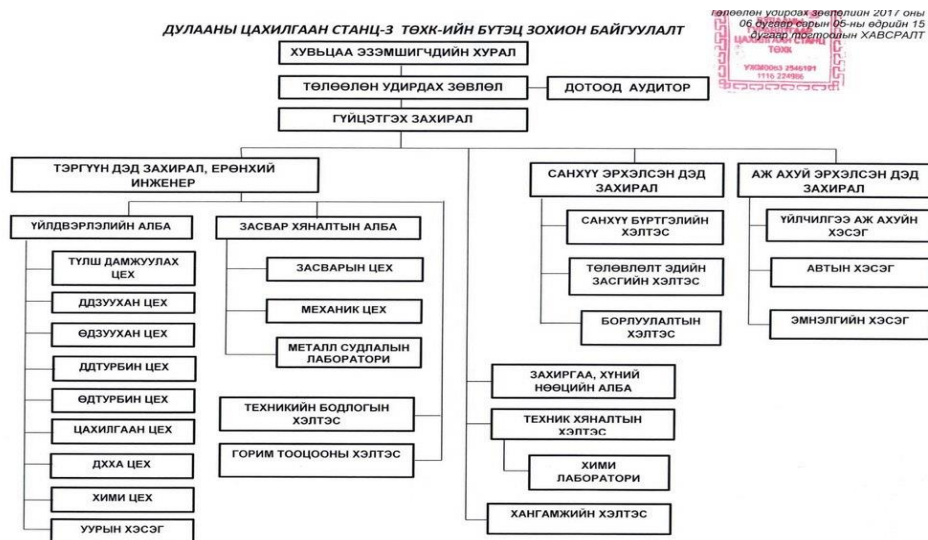 Төлөөлөн удирдах зөвлөлийн 2017 оны
06 дугаар сарын 05-ны өдрийн 15
дугаар тогтоолын ХАВСРАЛТ
ДУЛААНЫ ЦАХИЛГААН СТАНЦ-3 ТӨХК-ИЙН БҮТЭЦ ЗОХИОН БАЙГУУЛАЛТ
ЦАХИЛГААН СТАНЦ
ТӨХК
1116 224986
ХУВЬЦАА ЭЗЭМШИГЧДИЙН ХУРАЛ
ТӨЛӨӨЛӨН УДИРДАХ ЗӨВЛӨЛ
ДОТООД АУДИТОР
ГҮЙЦЭТГЭХ ЗАХИРАЛ
ТЭРГҮҮН ДЭД ЗАХИРАЛ, ЕРӨНХИЙ
ИНЖЕНЕР
ҮЙЛДВЭРЛЭЛИЙН АЛБА
ТҮЛШ ДАМЖУУЛАХ
ЦЕХ
ДДЗУУХАН ЦЕХ
ӨДЗУУХАН ЦЕХ
ДДТУРБИН ЦЕХ
ӨДТУРБИН ЦЕХ
ЦАХИЛГААН ЦЕХ
ДХХА ЦЕХ
ХИМИ ЦЕХ
УУРЫН ХЭСЭГ
ЗАСВАР ХЯНАЛТЫН АЛБА
ЗАСВАРЫН ЦЕХ
МЕХАНИК ЦЕХ
МЕТАЛЛ СУДЛАЛЫН
ЛАБОРАТОРИ
ТЕХНИКИЙН БОДЛОГЫН
ХЭЛТЭС
ГОРИМ ТООЦООНЫ ХЭЛТЭС
САНХҮҮ ЭРХЭЛСЭН ДЭД
ЗАХИРАЛ
САНХҮҮ БҮРТГЭЛИЙН
ХЭЛТЭС
ТӨЛӨВЛӨЛТ ЭДИЙН
ЗАСГИЙН ХЭЛТЭС
БОРЛУУЛАЛТЫН
ХЭЛТЭС
АЖ АХУЙ ЭРХЭЛСЭН ДЭД
ЗАХИРАЛ
ҮЙЛЧИЛГЭЭ АЖ АХУЙН
ХЭСЭГ
АВТЫН ХЭСЭГ
ЭМНЭЛГИЙН ХЭСЭГ
ЗАХИРГАА, ХҮНИЙ
НӨӨЦИЙН АЛБА
ТЕХНИК ХЯНАЛТЫН
ХЭЛТЭС
ХИМИ
ЛАБОРАТОРИ
ХАНГАМЖИЙН ХЭЛТЭС